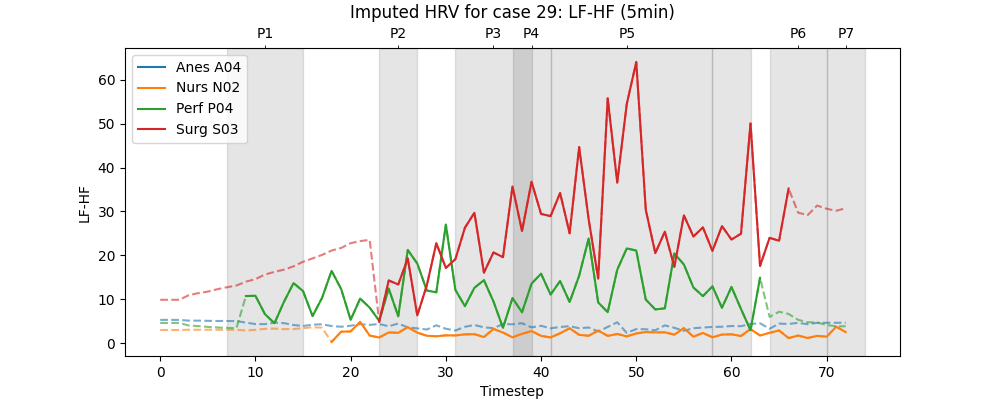 Imputed HRV for case 29: LF-HF (5min)
P1 P2 P3 P4 P5 P6 P7
Anes A04
Nurs N02
Perf P04
Surg S03
LF-HF
60
50
40
30
20
10
0
0 10 20 30 40 50 60 70
Timestep